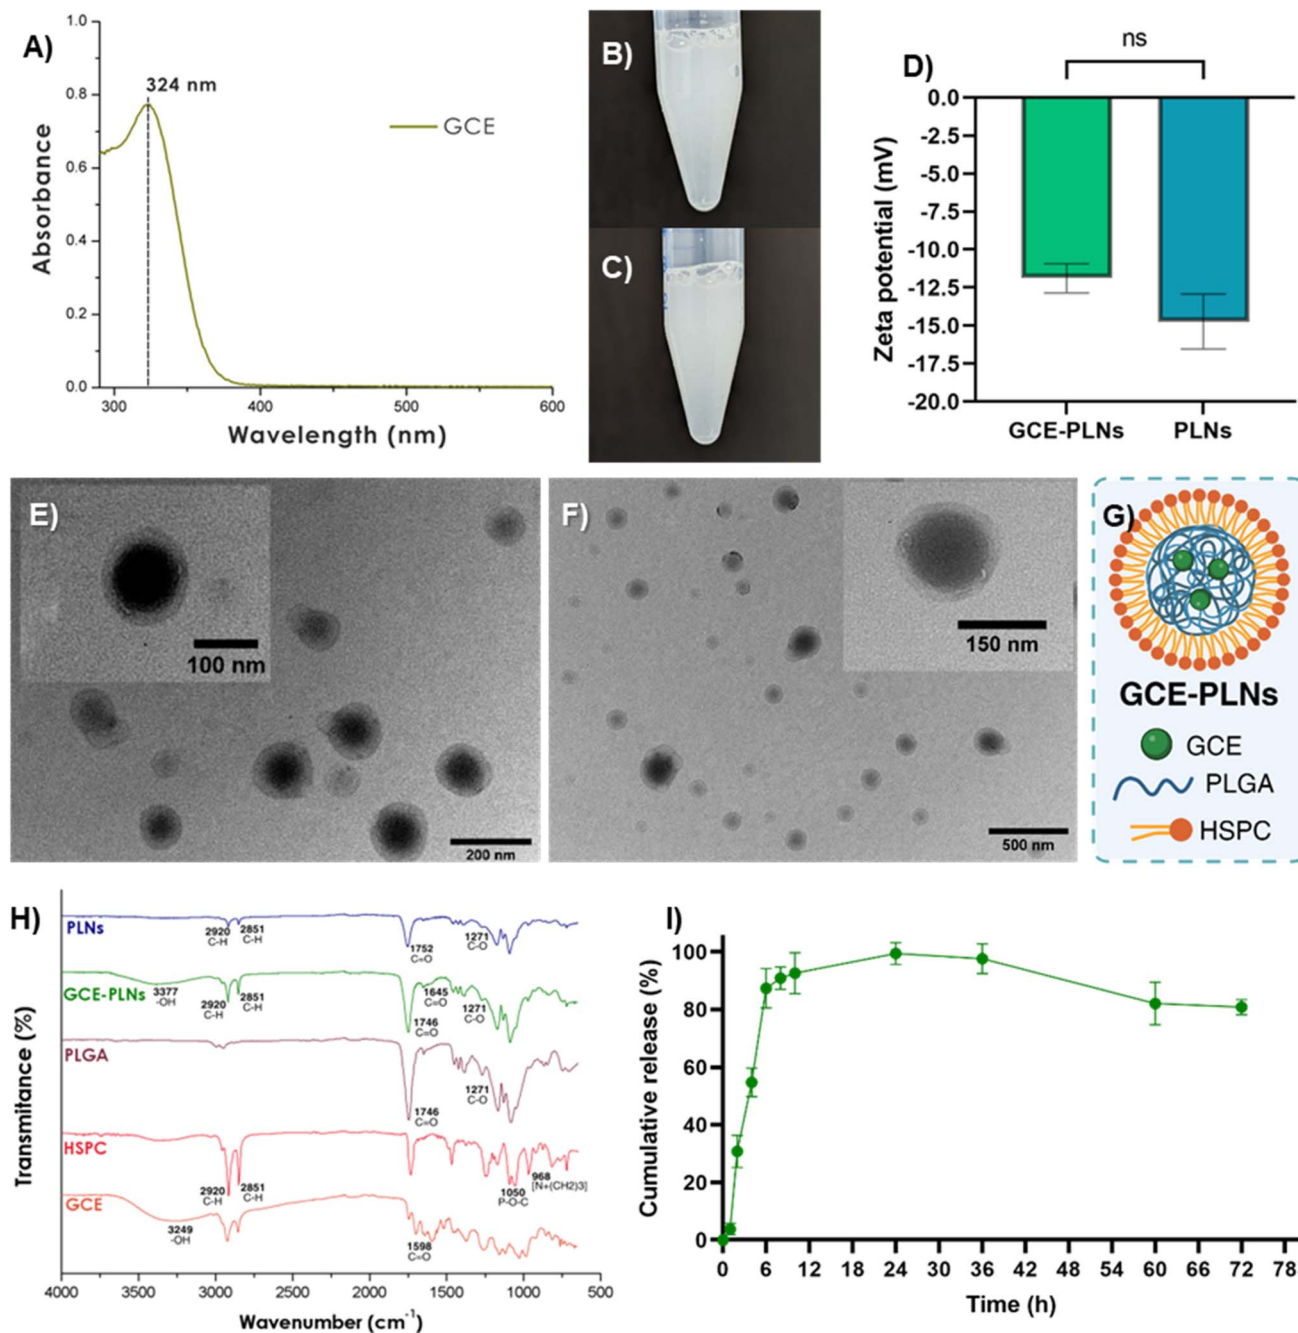 A)
1.0
0.8
0.6
0.4
0.2
0.0
Absorbance
324 nm
GCE
300
400
500
600
Wavelength (nm)
B)
C)
D)
ns
0.0
-2.5
-5.0
-7.5
-10.0
-12.5
-15.0
-17.5
-20.0
Zeta potential (mV)
GCE-PLNs
PLNs
E)
100 nm
200 nm
F)
150 nm
500 nm
G)
GCE-PLNs
GCE
PLGA
HSPC
H)
Transmitance (%)
PLNs
2920
C-H
2851
C-H
1752
C=O
1271
C-O
GCE-PLNs
3377
-OH
2920
C-H
2851
C-H
1746
C=O
1645
C=O
1271
C-O
PLGA
1746
C=O
1271
C-O
HSPC
2920
C-H
2851
C-H
1050
P-O-C
968
[N+(CH2)3]
GCE
3249
-OH
1598
C=O
4000
3500
3000
2500
2000
1500
1000
500
Wavenumber (cm-1)
I)
100
80
60
40
20
0
Cumulative release (%)
0
6
12
18
24
30
36
42
48
54
60
66
72
78
Time (h)